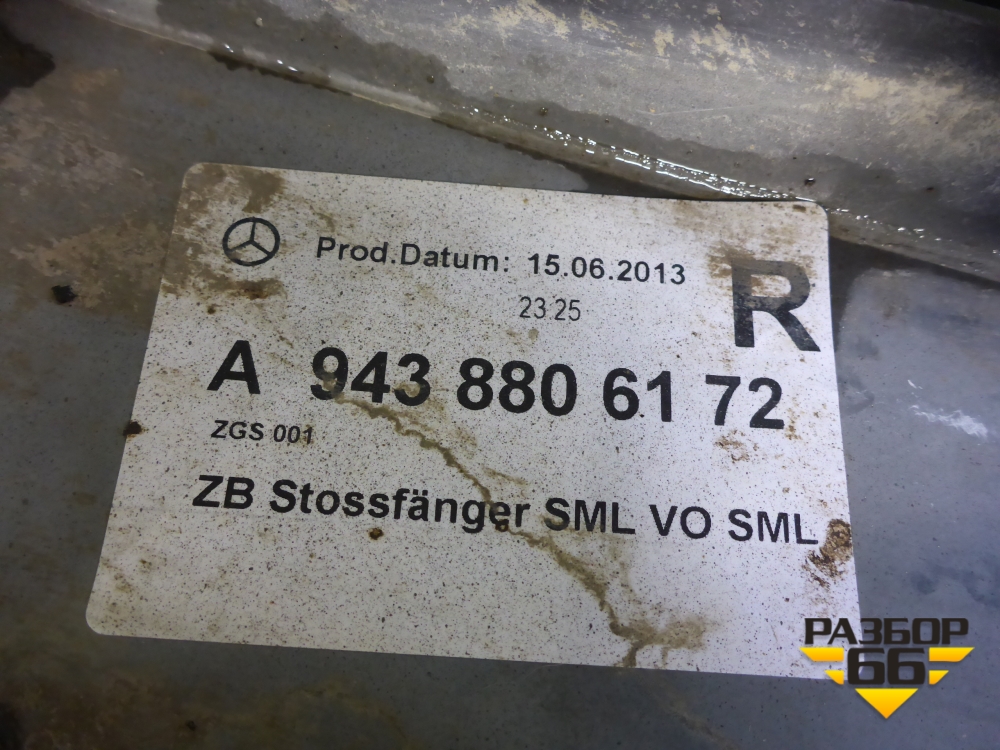 Prod.Datum: 15.06.2013
23 25
R
A 943 880 61 72
ZGS 001
ZB Stossfänger SML VO SML
РАЗБОР
66